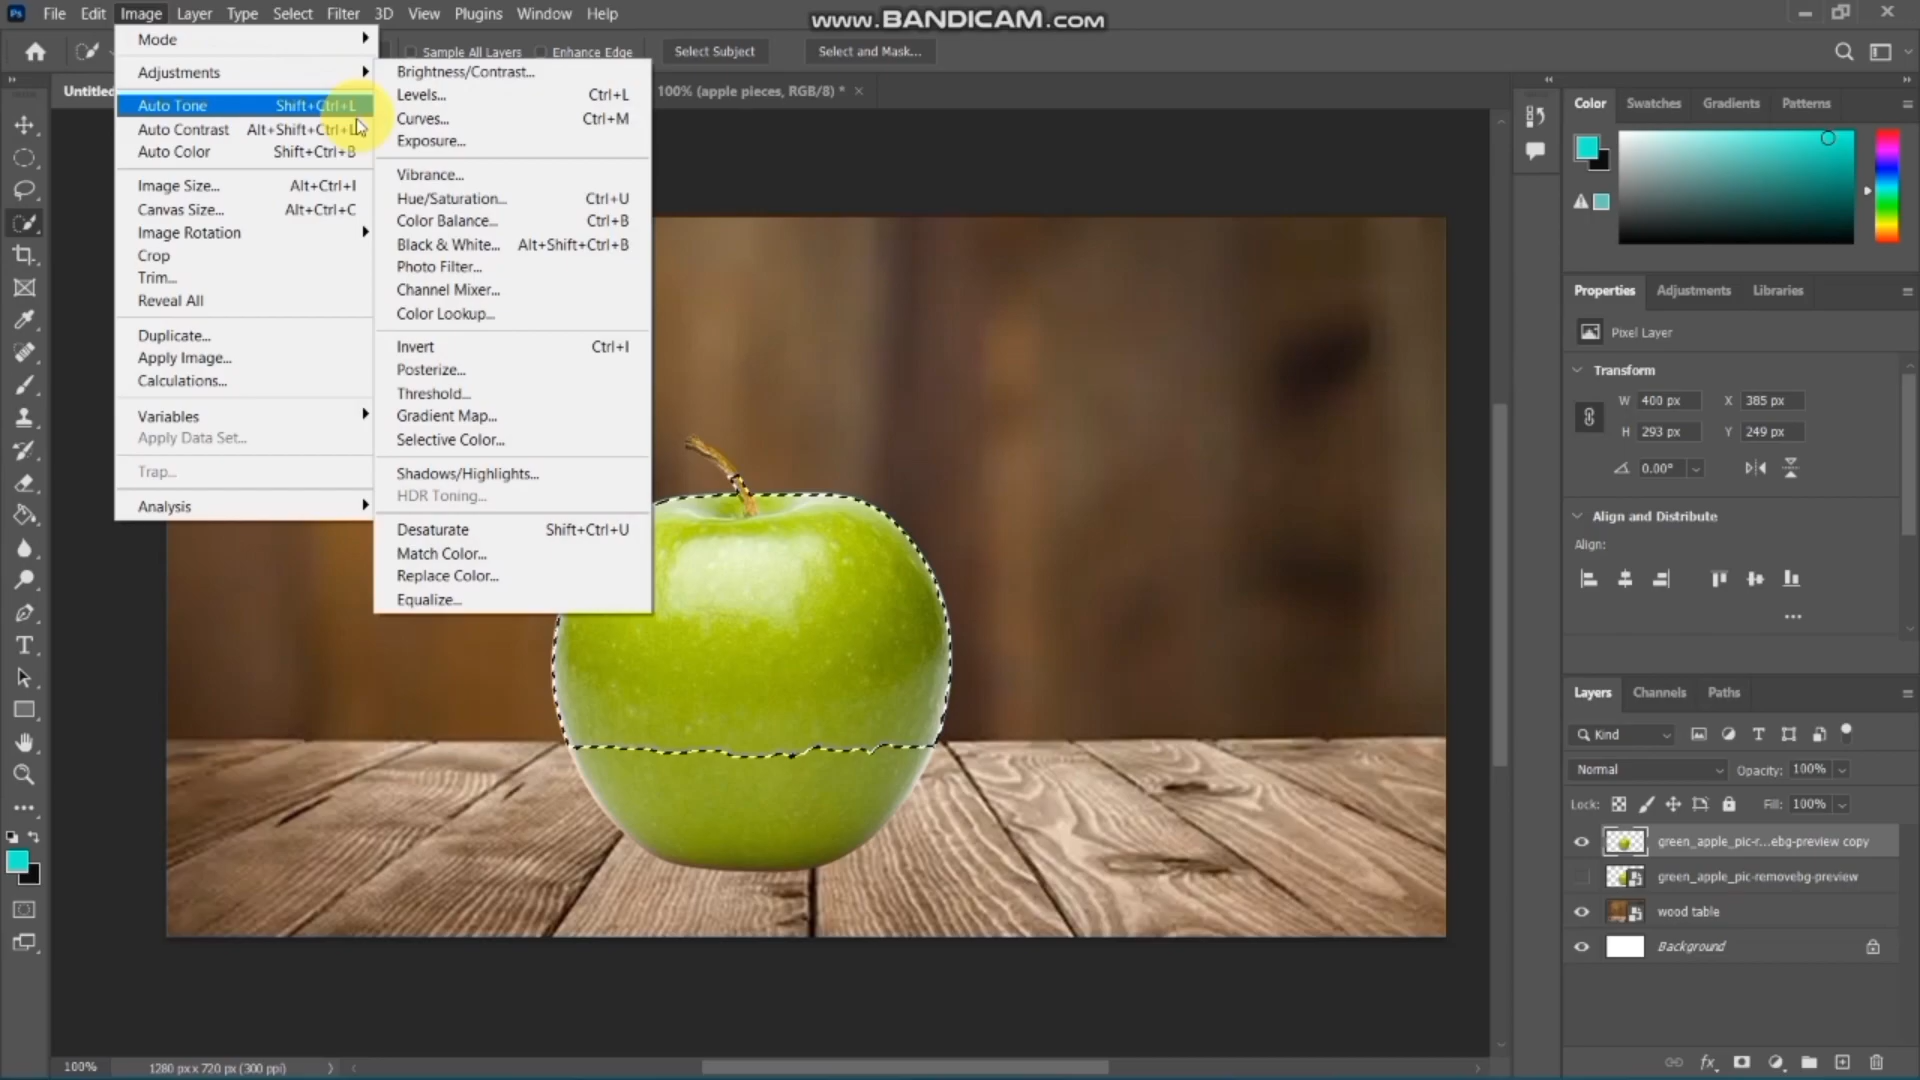 Ps File Edit Image Layer Type Select Filter 3D View Plugins Window Help
www.BANDICAM.com
Sample All Layers Enhance Edge Select Subject Select and Mask...
Untitled
100% (apple pieces, RGB/8) * ×
Mode
Adjustments
Auto Tone Shift+Ctrl+L
Auto Contrast Alt+Shift+Ctrl+L
Auto Color Shift+Ctrl+B
Image Size... Alt+Ctrl+I
Canvas Size... Alt+Ctrl+C
Image Rotation
Crop
Trim...
Reveal All
Duplicate...
Apply Image...
Calculations...
Variables
Apply Data Set...
Trap...
Analysis
Brightness/Contrast...
Levels... Ctrl+L
Curves... Ctrl+M
Exposure...
Vibrance...
Hue/Saturation... Ctrl+U
Color Balance... Ctrl+B
Black & White... Alt+Shift+Ctrl+B
Photo Filter...
Channel Mixer...
Color Lookup...
Invert Ctrl+I
Posterize...
Threshold...
Gradient Map...
Selective Color...
Shadows/Highlights...
HDR Toning...
Desaturate Shift+Ctrl+U
Match Color...
Replace Color...
Equalize...
Color Swatches Gradients Patterns
Properties Adjustments Libraries
Pixel Layer
Transform
W 400 px X 385 px
H 293 px Y 249 px
0.00°
Align and Distribute
Align:
...
Layers Channels Paths
Kind
Normal Opacity: 100%
Lock: Fill: 100%
green_apple_pic-r...ebg-preview copy
green_apple_pic-removebg-preview
wood table
Background
fx
100% 1280 px x 720 px (300 ppi)